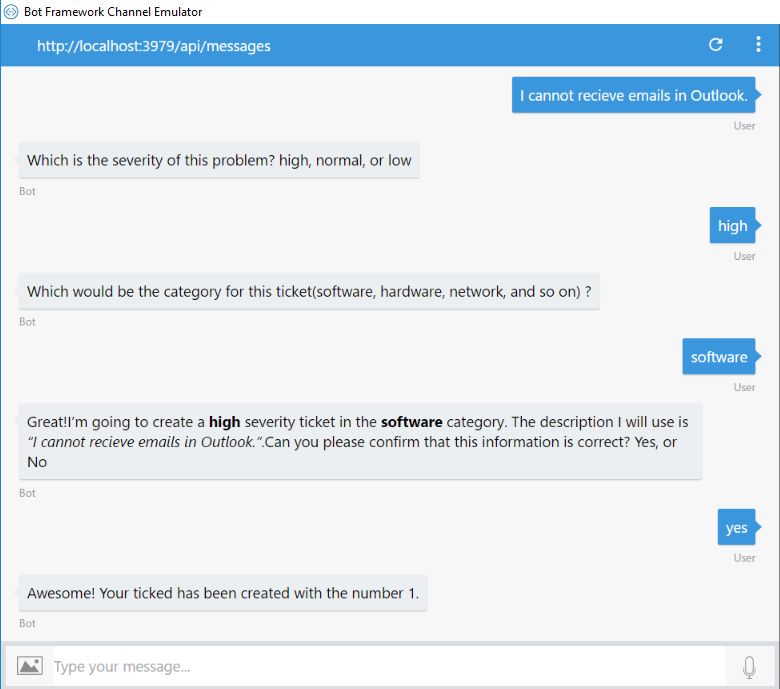 Bot Framework Channel Emulator
http://localhost:3979/api/messages
I cannot recieve emails in Outlook.
User
Which is the severity of this problem? high, normal, or low
Bot
high
User
Which would be the category for this ticket(software, hardware, network, and so on) ?
Bot
software
User
Great!I’m going to create a high severity ticket in the software category. The description I will use is
“I cannot recieve emails in Outlook.”.Can you please confirm that this information is correct? Yes, or
No
Bot
yes
User
Awesome! Your ticked has been created with the number 1.
Bot
Type your message...